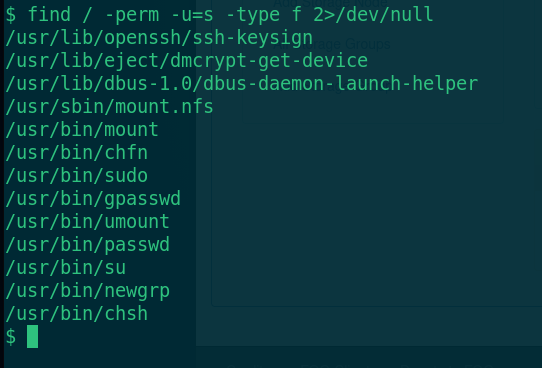 $ find / -perm -u=s -type f 2>/dev/null
/usr/lib/openssh/ssh-keysign
/usr/lib/eject/dmcrypt-get-device
/usr/lib/dbus-1.0/dbus-daemon-launch-helper
/usr/sbin/mount.nfs
/usr/bin/mount
/usr/bin/chfn
/usr/bin/sudo
/usr/bin/gpasswd
/usr/bin/umount
/usr/bin/passwd
/usr/bin/su
/usr/bin/newgrp
/usr/bin/chsh
$